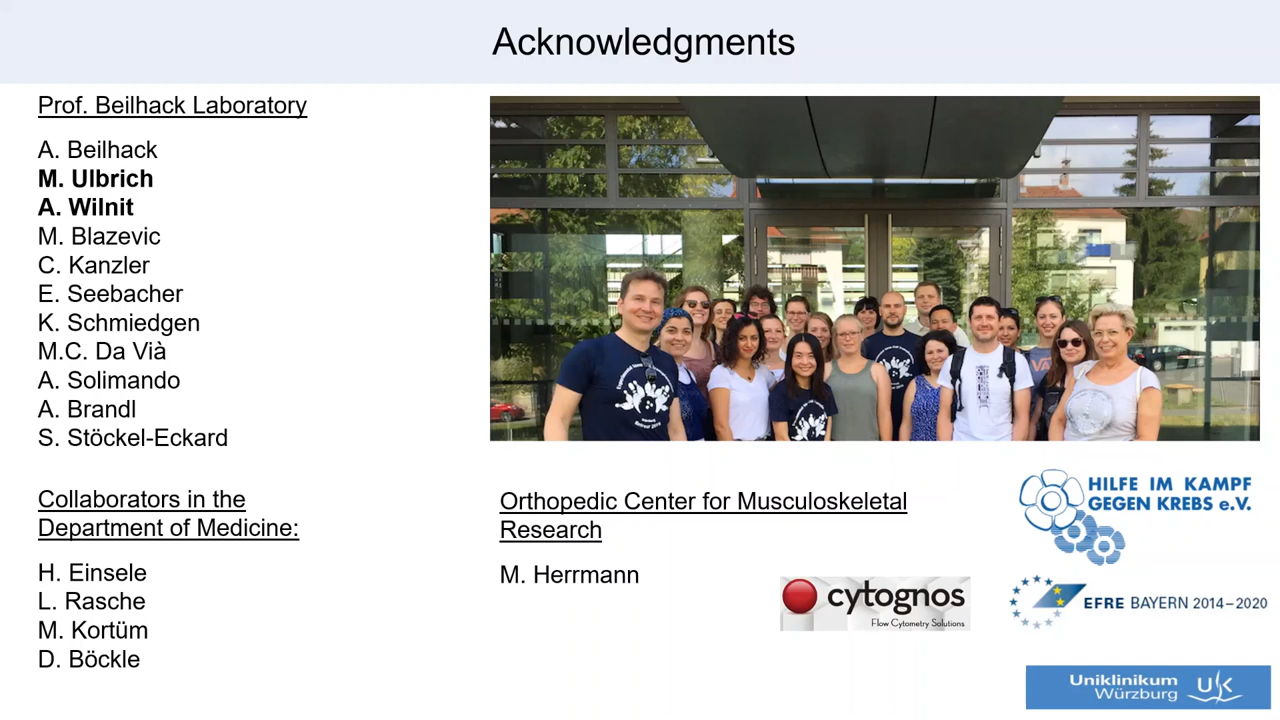 Acknowledgments
Prof. Beilhack Laboratory
A. Beilhack
M. Ulbrich
A. Wilnit
M. Blazevic
C. Kanzler
E. Seebacher
K. Schmiedgen
M.C. Da Vià
A. Solimando
A. Brandl
S. Stöckel-Eckard
Collaborators in the
Department of Medicine:
H. Einsele
L. Rasche
M. Kortüm
D. Böckle
Orthopedic Center for Musculoskeletal
Research
M. Herrmann
cytognos
Flow Cytometry Solutions
HILFE IM KAMPF
GEGEN KREBS e.V.
EFRE BAYERN 2014–2020
Uniklinikum
Würzburg